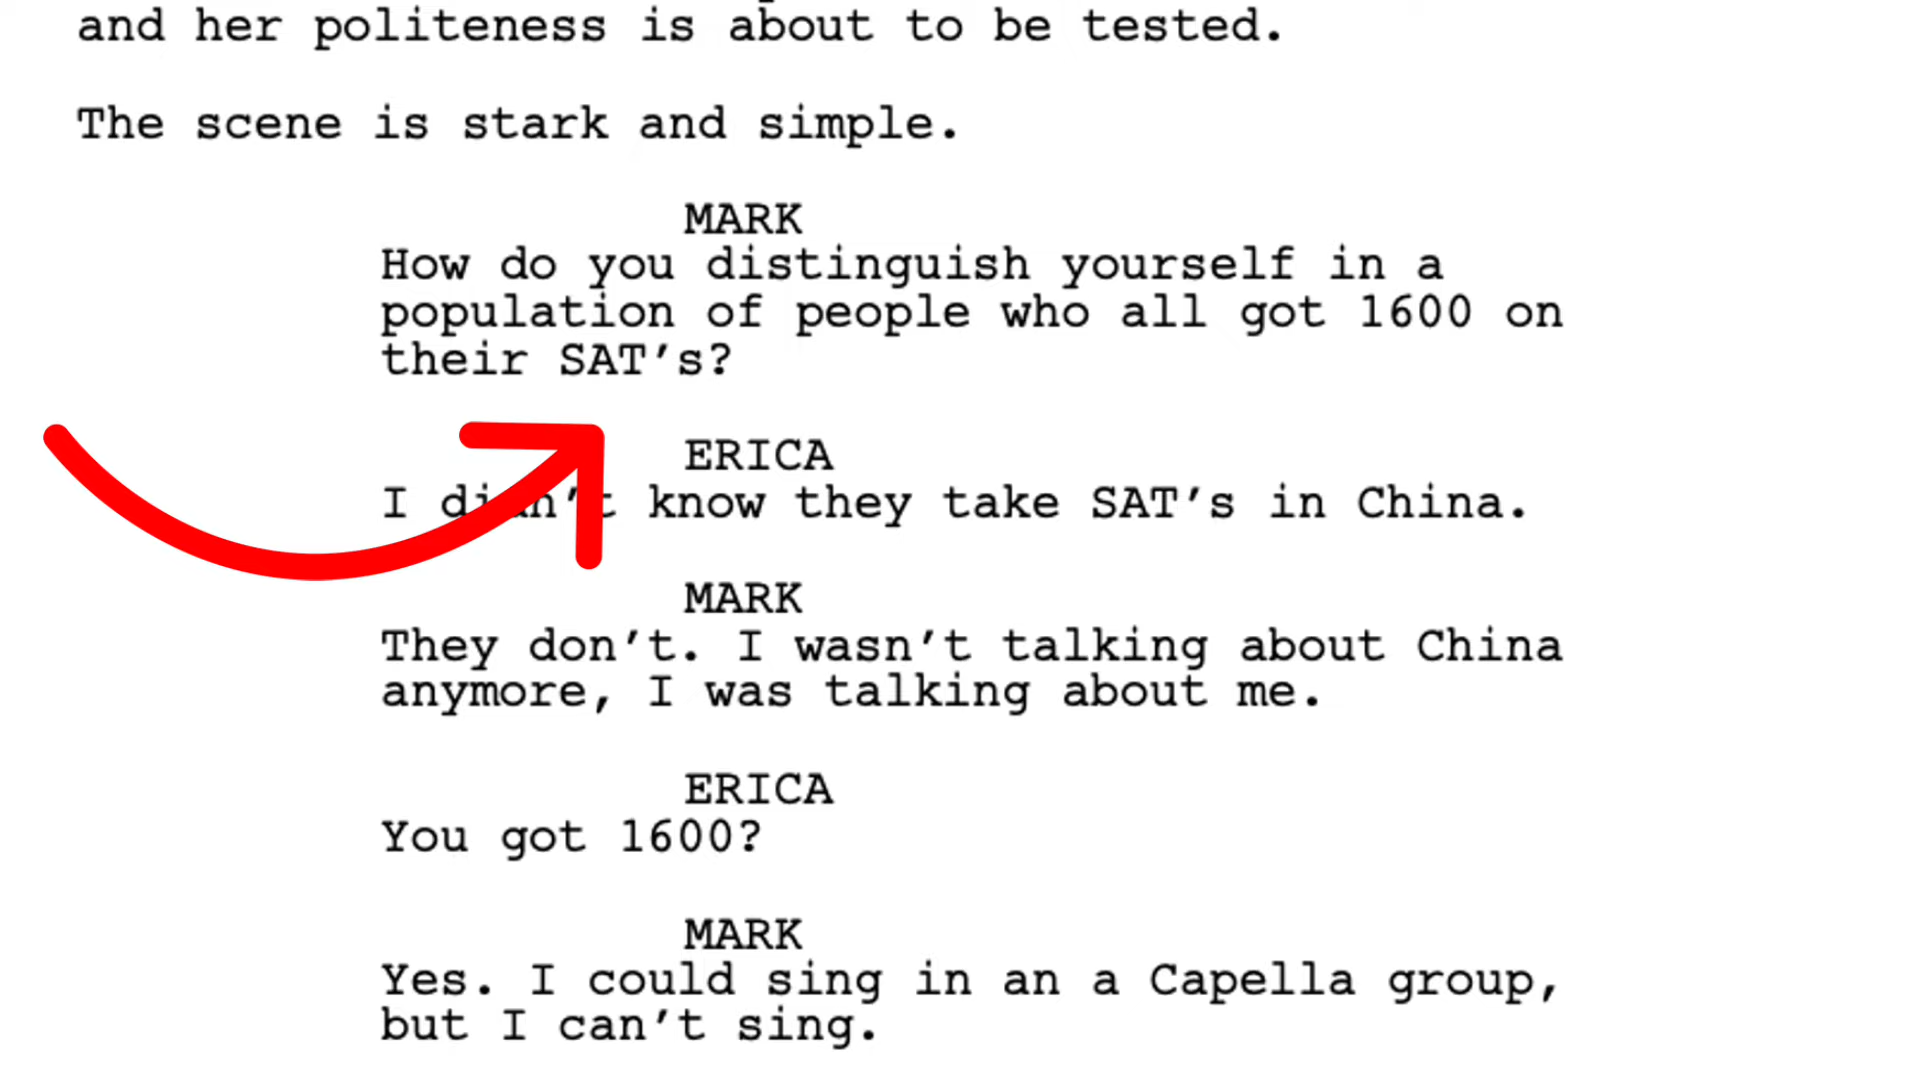 and her politeness is about to be tested.
The scene is stark and simple.
MARK
How do you distinguish yourself in a
population of people who all got 1600 on
their SAT’s?
ERICA
I didn’t know they take SAT’s in China.
MARK
They don’t. I wasn’t talking about China
anymore, I was talking about me.
ERICA
You got 1600?
MARK
Yes. I could sing in an a Capella group,
but I can’t sing.